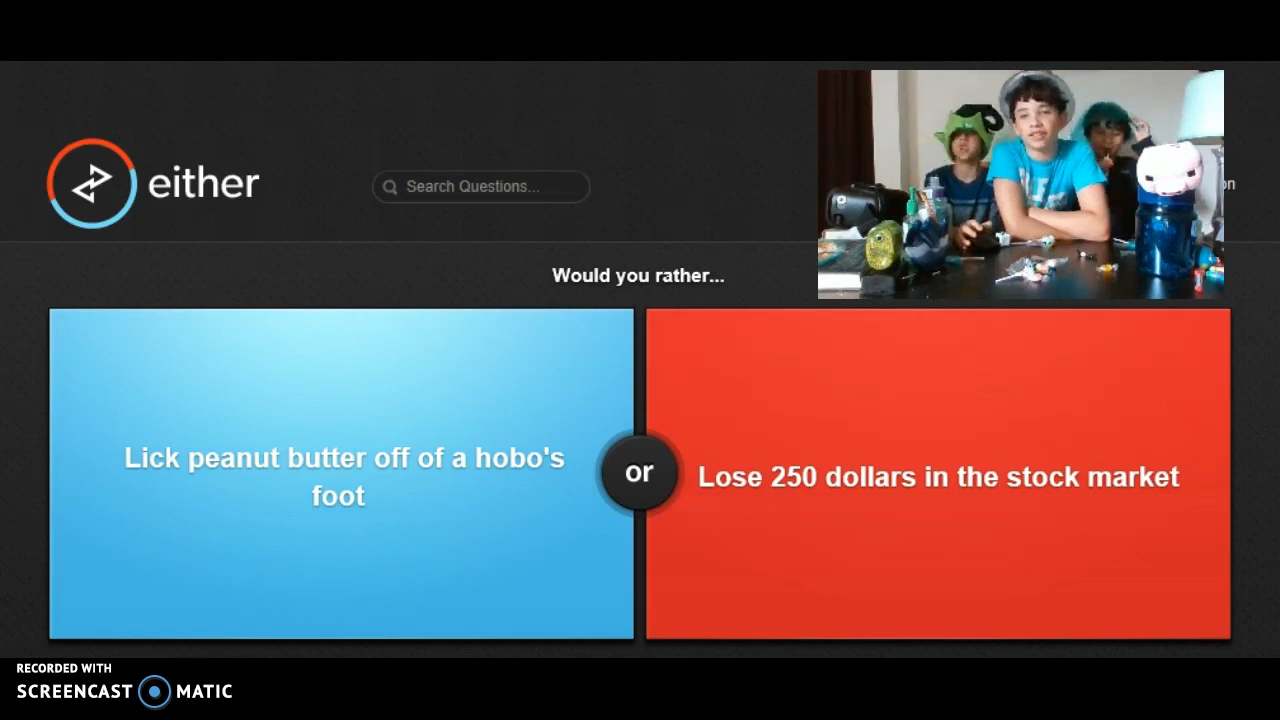 either
Search Questions...
on
Would you rather...
Lick peanut butter off of a hobo's
foot
or
Lose 250 dollars in the stock market
RECORDED WITH
SCREENCAST MATIC